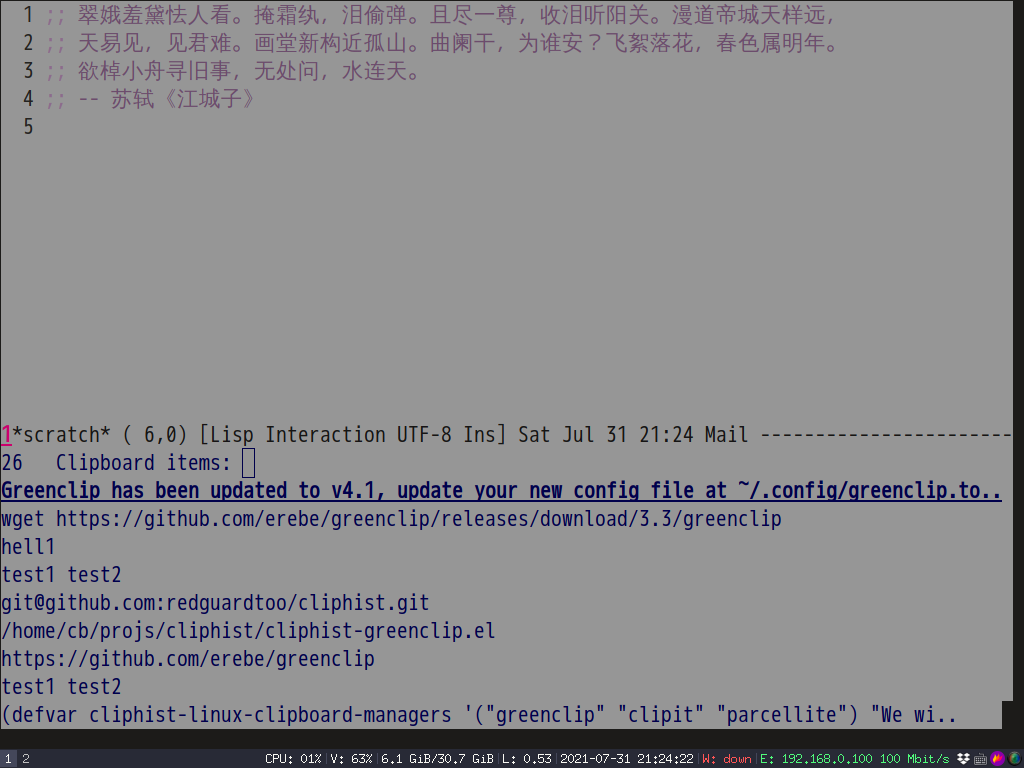 1 ;; 翠娥羞黛怯人看。掩霜纨，泪偷弹。且尽一尊，收泪听阳关。漫道帝城天样远，
2 ;; 天易见，见君难。画堂新构近孤山。曲阑干，为谁安？飞絮落花，春色属明年。
3 ;; 欲棹小舟寻旧事，无处问，水连天。
4 ;; -- 苏轼《江城子》
5
1*scratch* ( 6,0) [Lisp Interaction UTF-8 Ins] Sat Jul 31 21:24 Mail -----------------------
26 Clipboard items:
Greenclip has been updated to v4.1, update your new config file at ~/.config/greenclip.to..
wget https://github.com/erebe/greenclip/releases/download/3.3/greenclip
hell1
test1 test2
git@github.com:redguardtoo/cliphist.git
/home/cb/projs/cliphist/cliphist-greenclip.el
https://github.com/erebe/greenclip
test1 test2
(defvar cliphist-linux-clipboard-managers '("greenclip" "clipit" "parcellite") "We wi..
1 2 CPU: 01%|V: 63%|6.1 GiB/30.7 GiB|L: 0.53|2021-07-31 21:24:22|W: down|E: 192.168.0.100 100 Mbit/s